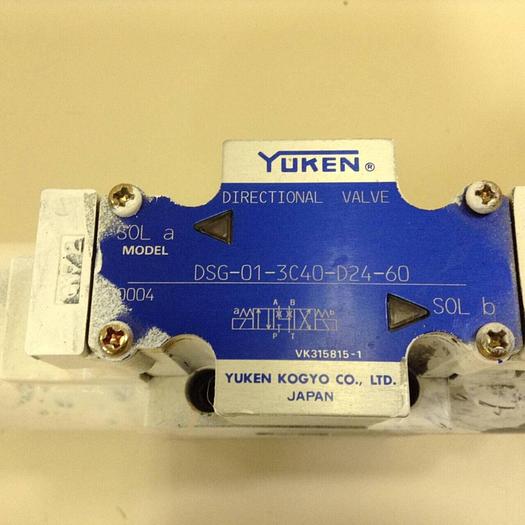 YUKEN®
DIRECTIONAL VALVE
SOL a
MODEL
DSG-01-3C40-D24-60
0004
a A B b
P T
SOL b
VK315815-1
YUKEN KOGYO CO., LTD.
JAPAN